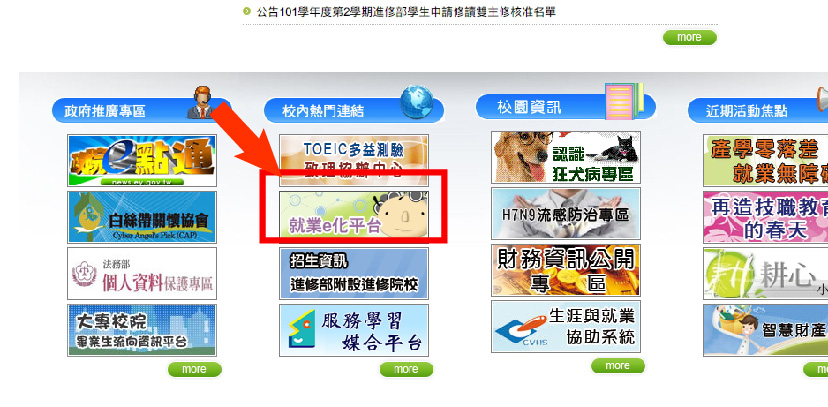 公告101學年度第2學期進修部學生申請修讀雙主修核准名單
more
政府推廣專區
政務e點通
白絲帶關懷協會
Cyber Angels Pick (CAP)
法務部
個人資料保護專區
大專校院
畢業生流向資訊平台
more
校內熱門連結
TOEIC多益測驗
致理協辦中心
就業e化平台
招生資訊
進修部附設進修院校
服務學習
媒合平台
more
校園資訊
認識
狂犬病專區
H7N9流感防治專區
財務資訊公開
專區
CVHS
生涯與就業
協助系統
more
近期活動焦點
產學零落差
就業無障
再造技職教育
的春天
耕心
小
智慧財產